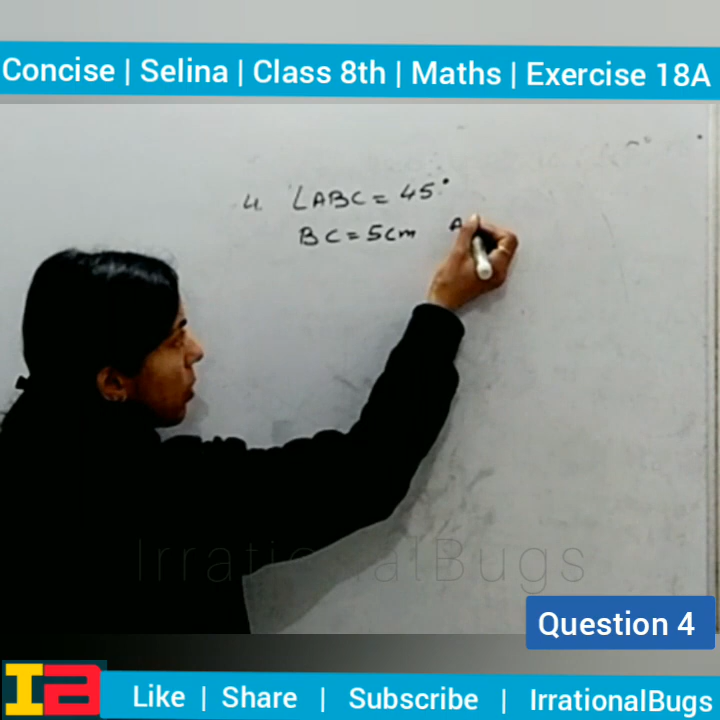 Concise | Selina | Class 8th | Maths | Exercise 18A
4. ∠ABC = 45°
BC = 5cm A
IrrationalBugs
Question 4
IB
Like | Share | Subscribe | IrrationalBugs